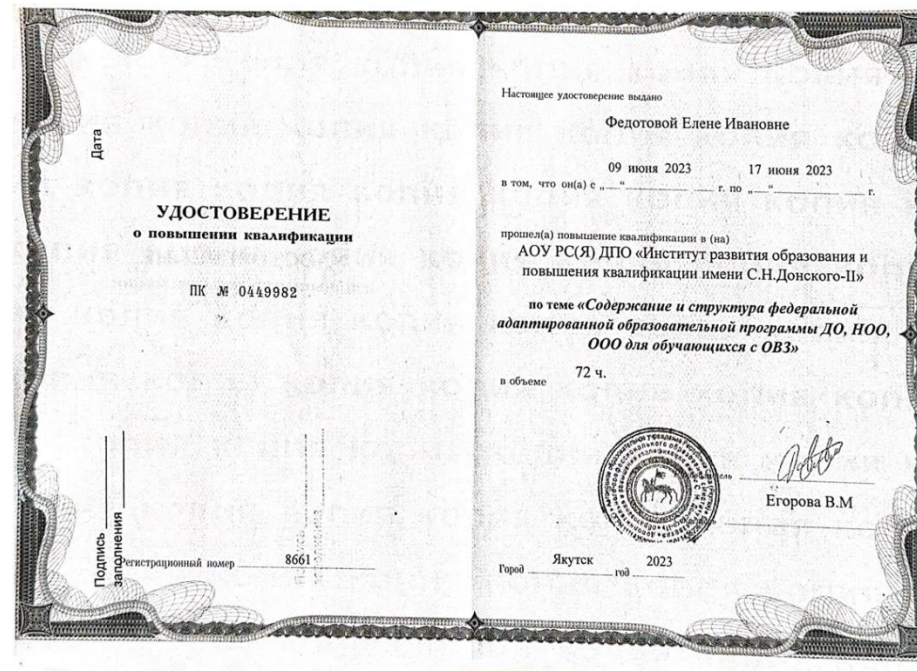 Дата
УДОСТОВЕРЕНИЕ
о повышении квалификации
ПК № 0449982
Подпись
заполнения
Регистрационный номер 8661
Настоящее удостоверение выдано
Федотовой Елене Ивановне
09 июня 2023 17 июня 2023
в том, что он(а) с „ “ г. по „ “ г.
прошел(а) повышение квалификации в (на)
АОУ РС(Я) ДПО «Институт развития образования и
повышения квалификации имени С.Н.Донского-II»
по теме «Содержание и структура федеральной
адаптированной образовательной программы ДО, НОО,
ООО для обучающихся с ОВЗ»
72 ч.
в объеме
Егорова В.М
Город Якутск год 2023